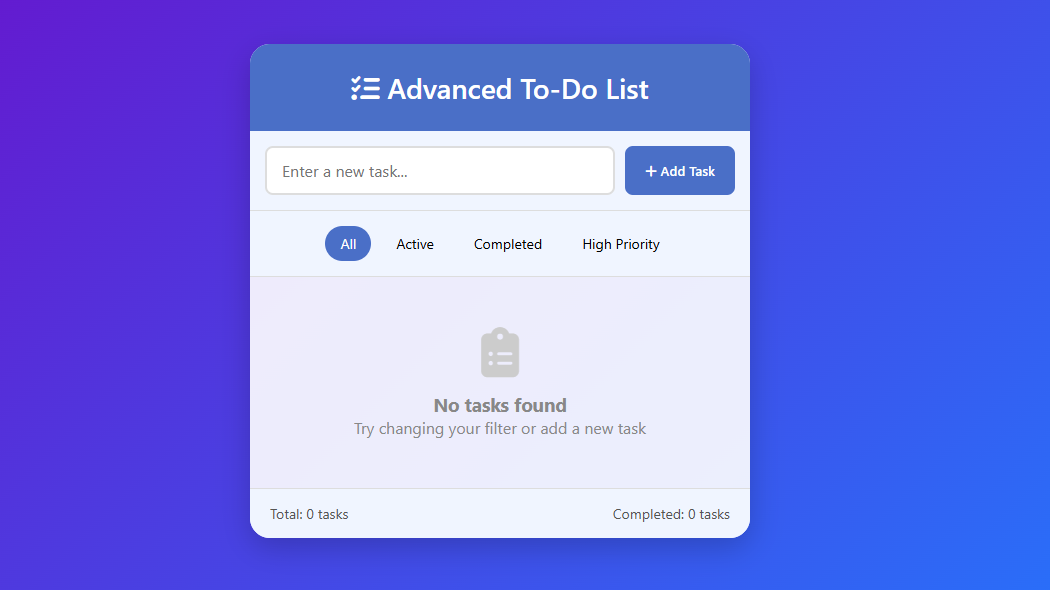 Advanced To-Do List
Enter a new task...
+ Add Task
All
Active
Completed
High Priority
No tasks found
Try changing your filter or add a new task
Total: 0 tasks
Completed: 0 tasks